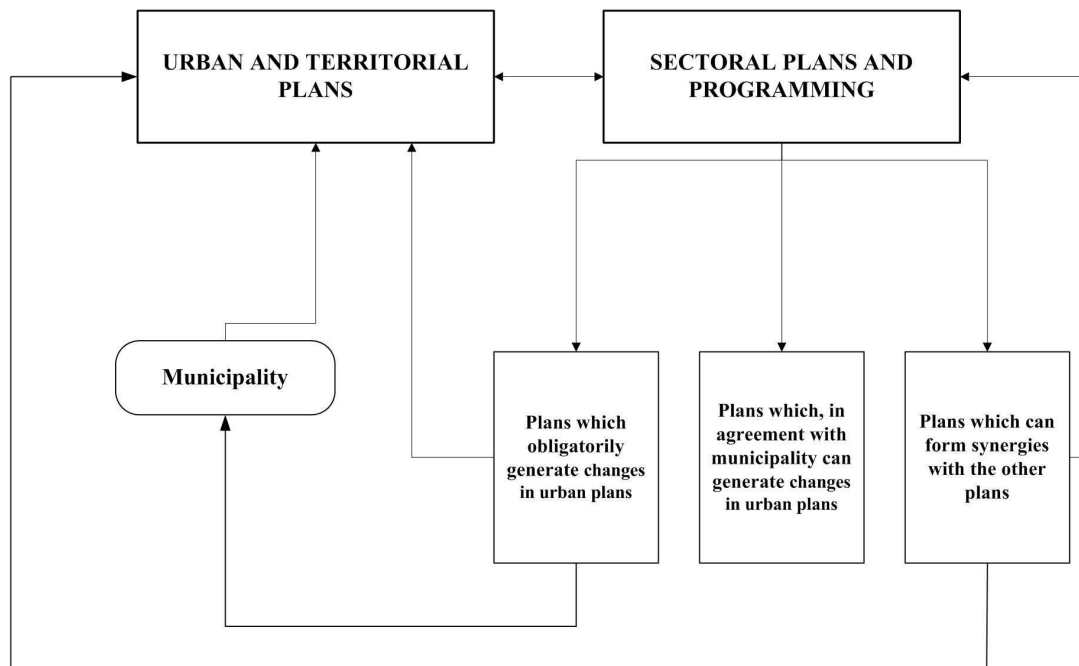 URBAN AND TERRITORIAL
PLANS
SECTORAL PLANS AND
PROGRAMMING
Municipality
Plans which
obligatorily
generate changes
in urban plans
Plans which, in
agreement with
municipality can
generate changes
in urban plans
Plans which can
form synergies
with the other
plans